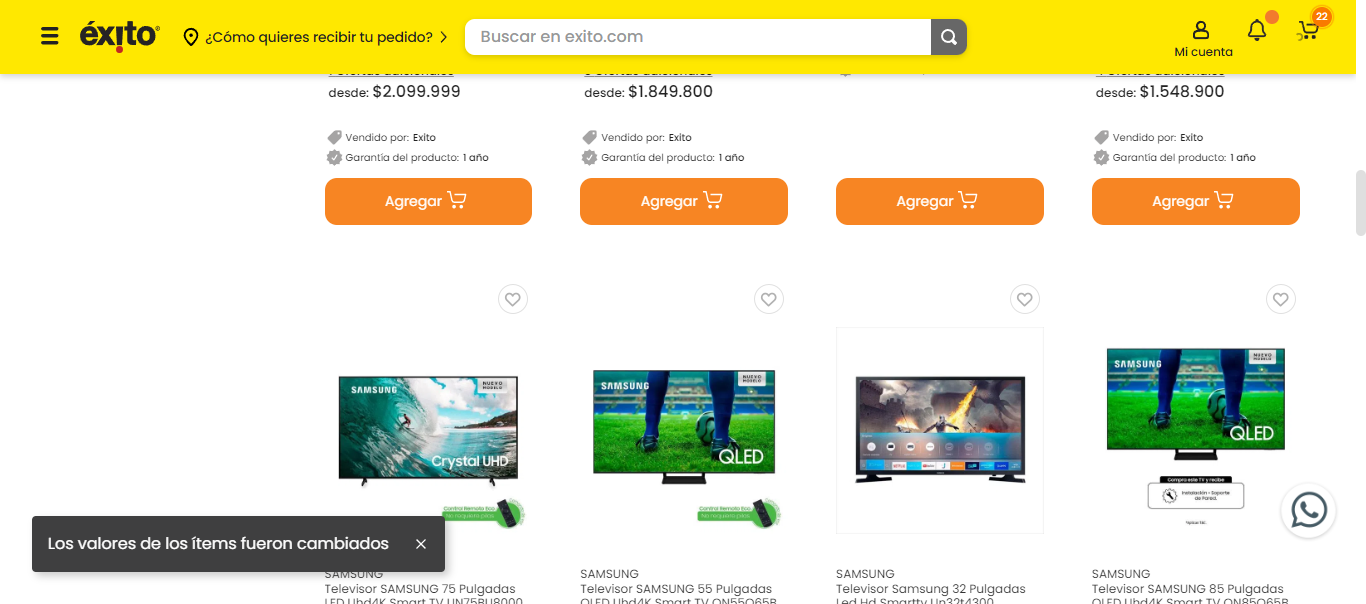 éxito
¿Cómo quieres recibir tu pedido?
Buscar en exito.com
Mi cuenta
22
desde: $2.099.999
desde: $1.849.800
desde: $1.548.900
Vendido por: Exito
Vendido por: Exito
Vendido por: Exito
Garantía del producto: 1 año
Garantía del producto: 1 año
Garantía del producto: 1 año
Agregar
Agregar
Agregar
Agregar
SAMSUNG
NUEVO
MODELO
Crystal UHD
Control Remoto Eco
No requiere pilas
SAMSUNG
NUEVO
MODELO
QLED
Control Remoto Eco
No requiere pilas
SAMSUNG
NUEVO
MODELO
QLED
Compra este TV y recibe
Instalación + Soporte
de Pared.
Los valores de los ítems fueron cambiados
SAMSUNG
Televisor SAMSUNG 75 Pulgadas
LED Uhd4K Smart TV UN75BU8000
SAMSUNG
Televisor SAMSUNG 55 Pulgadas
QLED Uhd4K Smart TV QN55Q65B
SAMSUNG
Televisor Samsung 32 Pulgadas
Led Hd Smarttv Un32t4300
SAMSUNG
Televisor SAMSUNG 85 Pulgadas
QLED Uhd4K Smart TV QN85Q65B